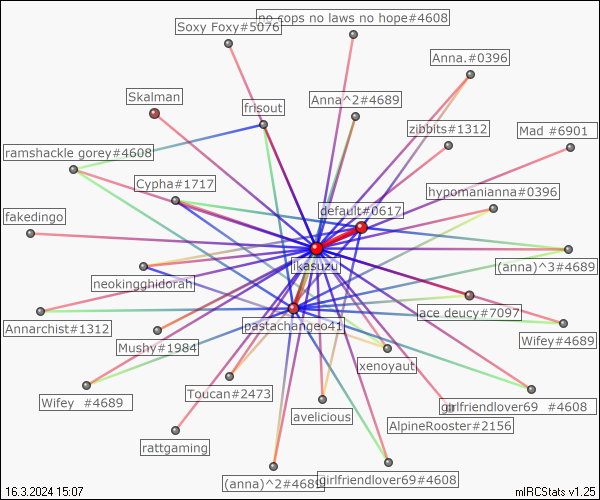 no cops no laws no hope#4608
Soxy Foxy#5076
Anna.#0396
Skalman
Anna^2#4689
frisout
zibbits#1312
Mad #6901
ramshackle gorey#4608
Cypha#1717
hypomanianna#0396
default#0617
fakedingo
ikasuzu
(anna)^3#4689
neokingghidorah
ace deucy#7097
Annarchist#1312
pastachangeo41
Wifey#4689
Mushy#1984
xenoyaut
Toucan#2473
Wifey #4689
girlfriendlover69 #4608
avelicious
AlpineRooster#2156
rattgaming
(anna)^2#4689
girlfriendlover69#4608
16.3.2024 15:07
mIRCStats v1.25